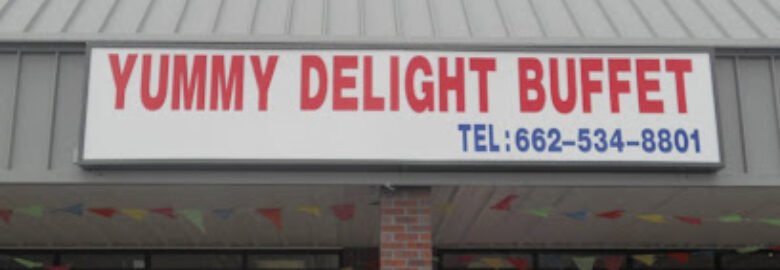 YUMMY DELIGHT BUFFET
TEL:662-534-8801